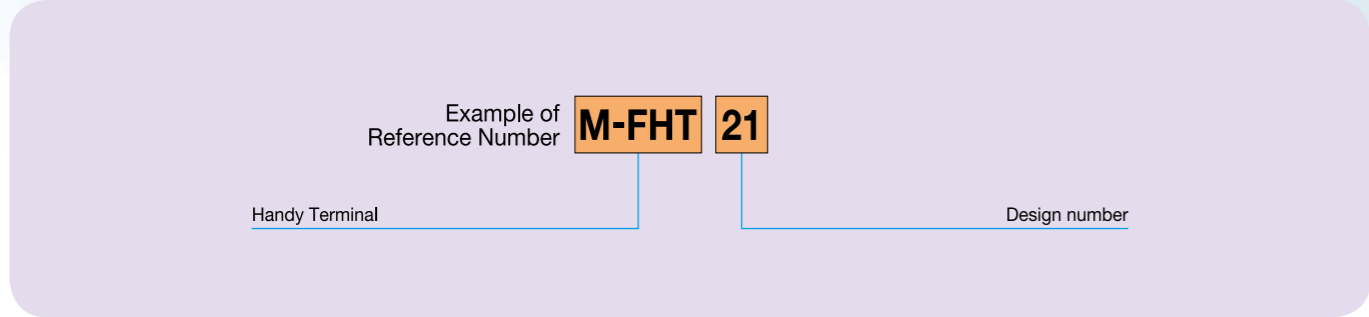 Example of
Reference Number
M-FHT 21
Handy Terminal
Design number